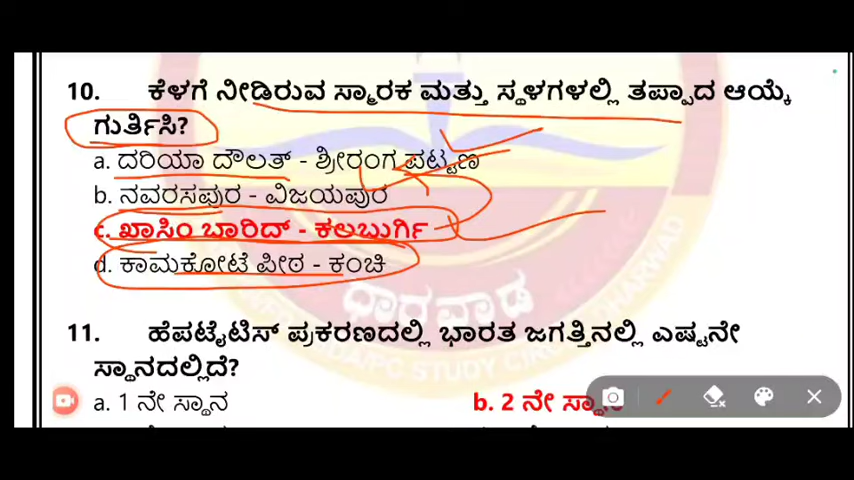 10. ಕೆಳಗೆ ನೀಡಿರುವ ಸ್ಮಾರಕ ಮತ್ತು ಸ್ಥಳಗಳಲ್ಲಿ ತಪ್ಪಾದ ಆಯ್ಕೆ
ಗುರ್ತಿಸಿ?
a. ದರಿಯಾ ದೌಲತ್ - ಶ್ರೀರಂಗ ಪಟ್ಟಣ
b. ನವರಸಪುರ - ವಿಜಯಪುರ
c. ಖಾಸಿಂ ಬಾರಿದ್ - ಕಲಬುರ್ಗಿ
d. ಕಾಮಕೋಟೆ ಪೀಠ - ಕಂಚಿ
ಧಾರವಾಡ
11. ಹೆಪಟೈಟಿಸ್ ಪ್ರಕರಣದಲ್ಲಿ ಭಾರತ ಜಗತ್ತಿನಲ್ಲಿ ಎಷ್ಟನೇ
ಸ್ಥಾನದಲ್ಲಿದೆ?
a. 1 ನೇ ಸ್ಥಾನ
b. 2 ನೇ ಸ್ಥಾನ